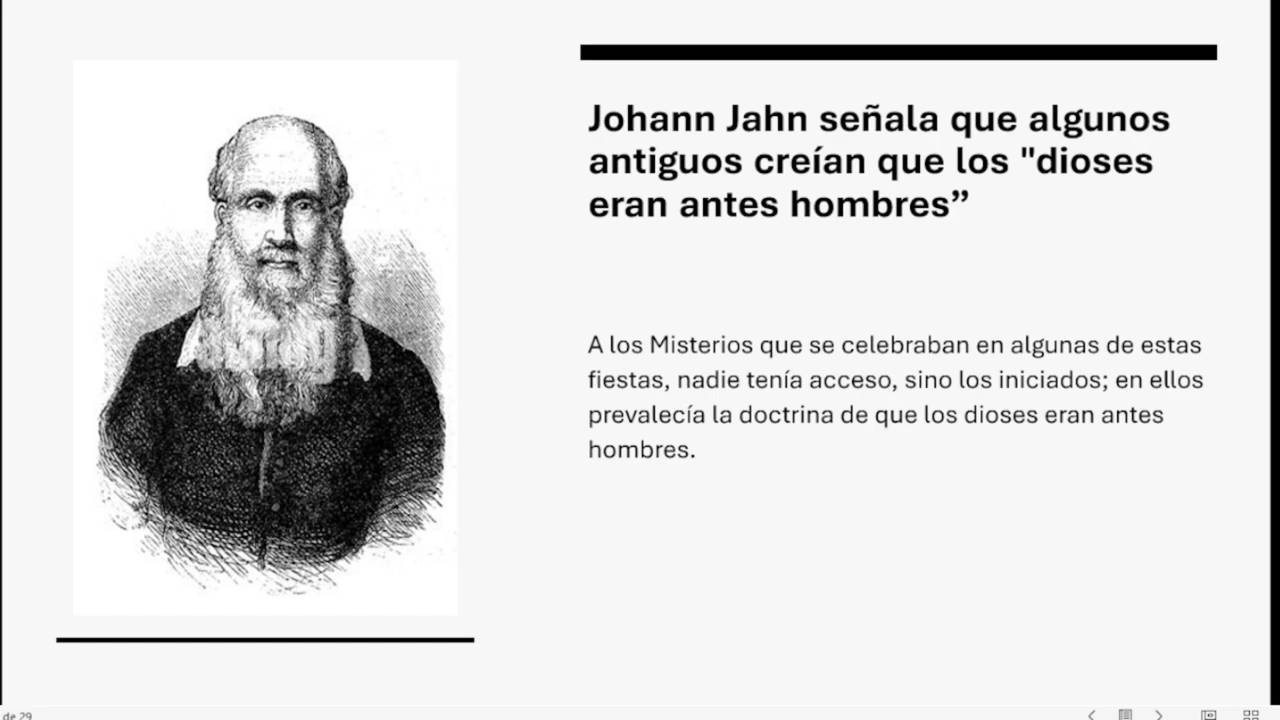 Johann Jahn señala que algunos
antiguos creían que los "dioses
eran antes hombres”
A los Misterios que se celebraban en algunas de estas
fiestas, nadie tenía acceso, sino los iniciados; en ellos
prevalecía la doctrina de que los dioses eran antes
hombres.
de 29